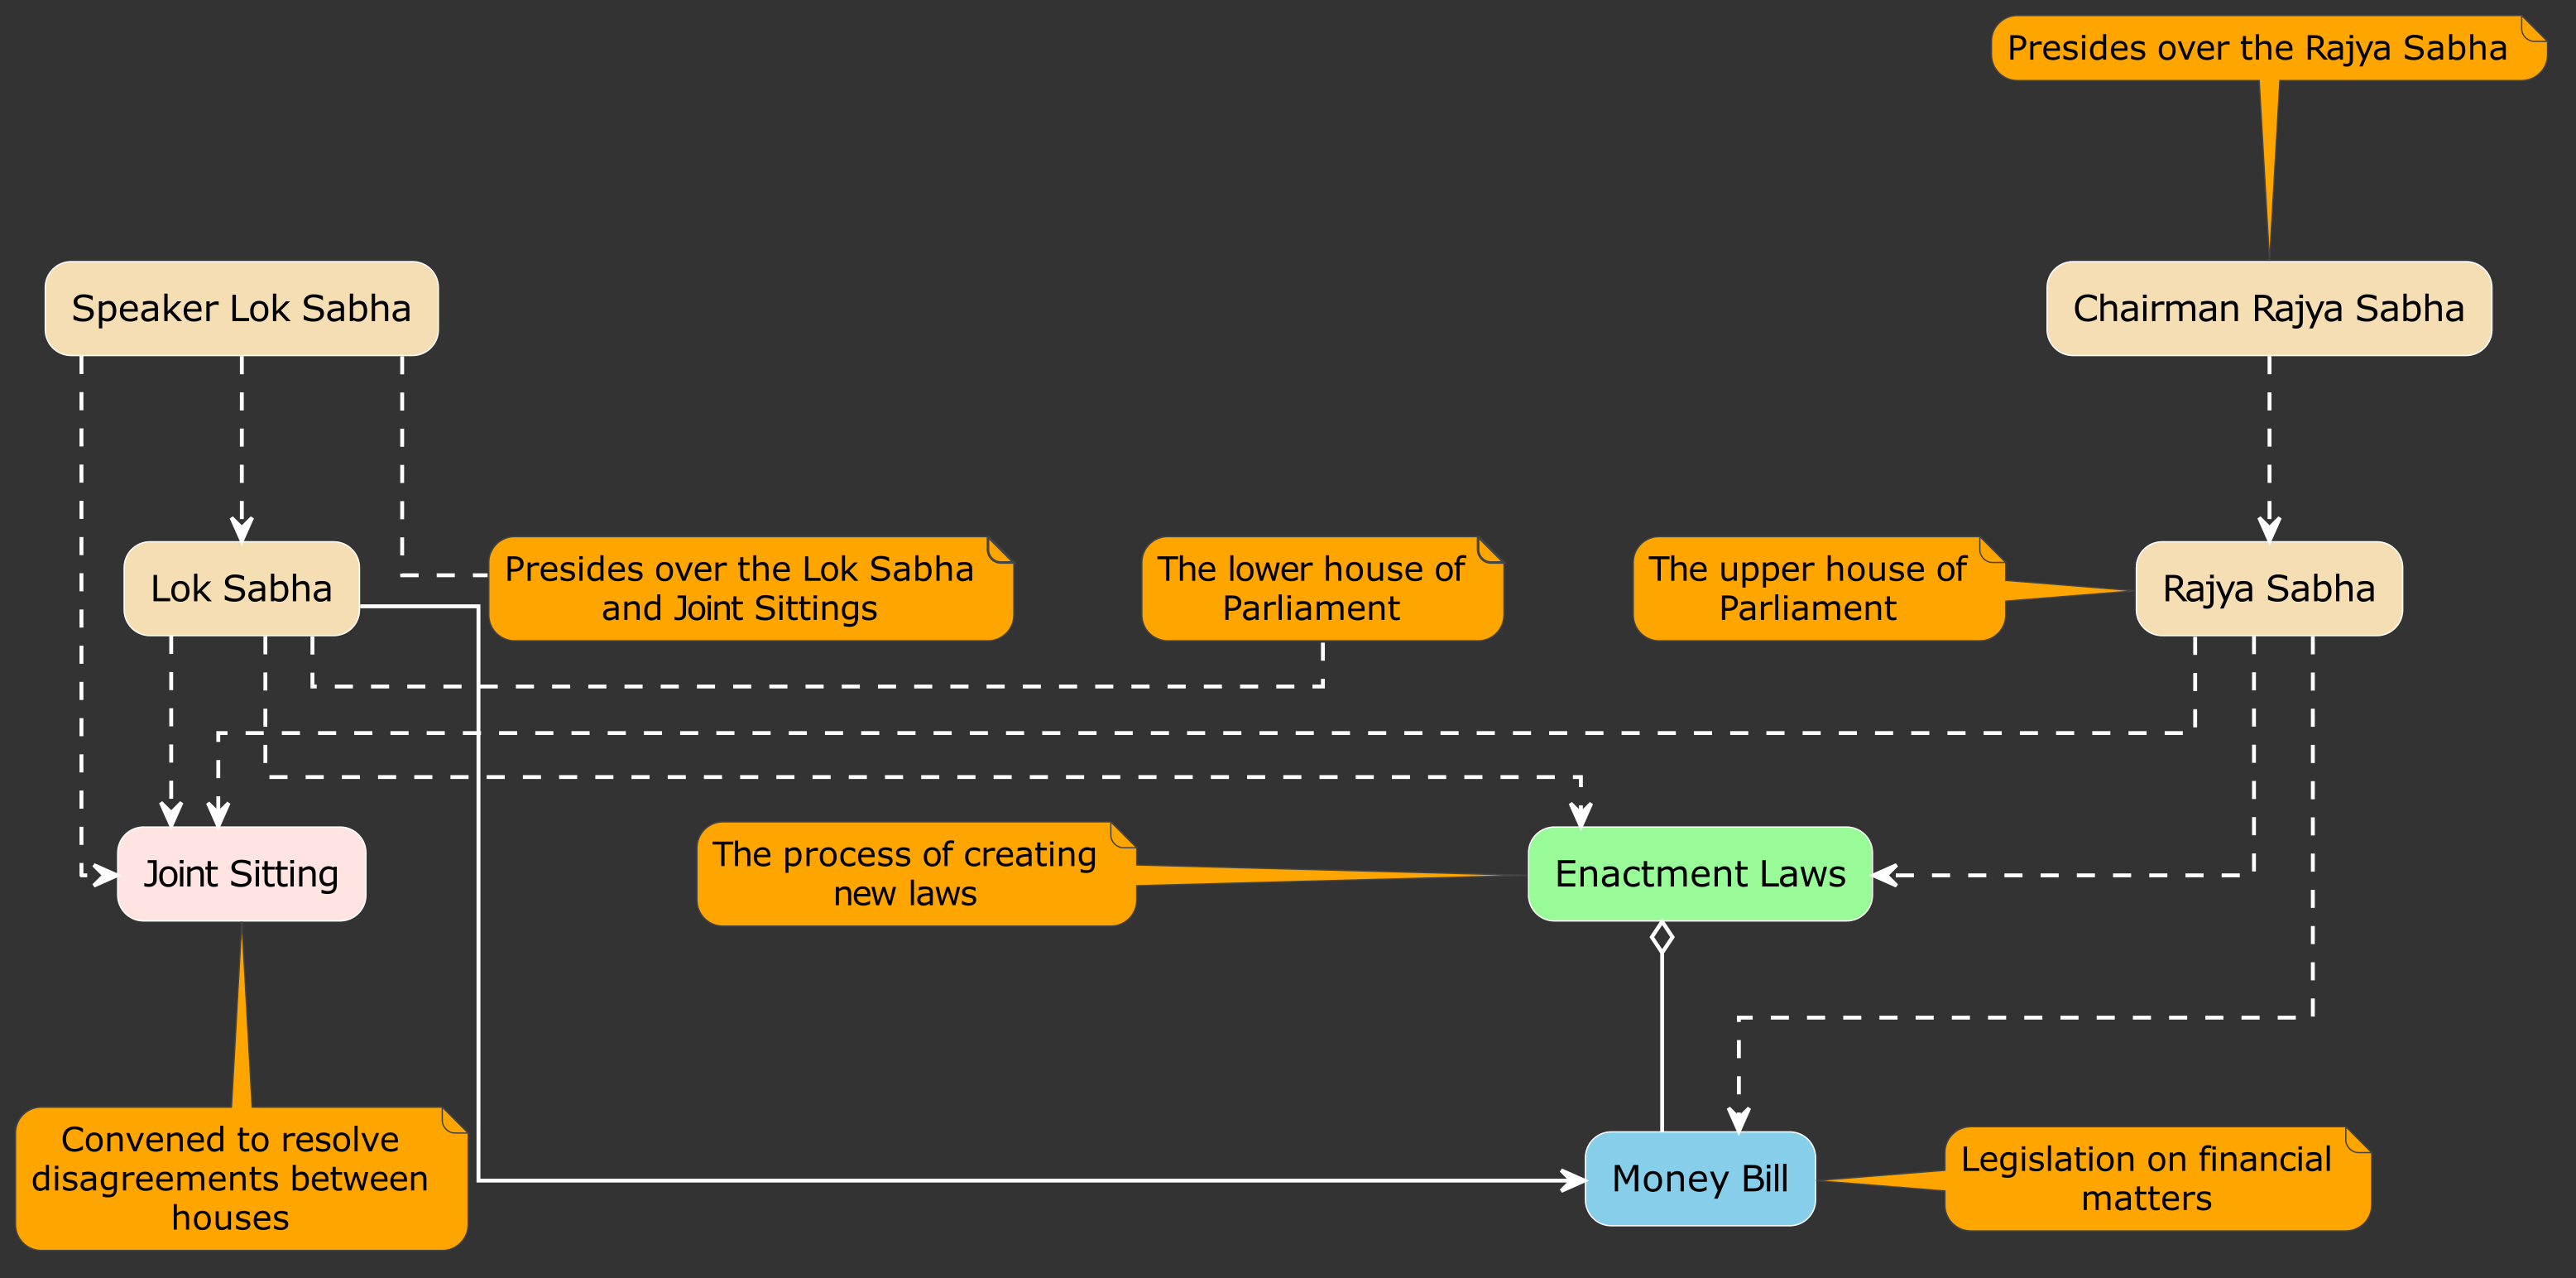 Presides over the Rajya Sabha
Speaker Lok Sabha
Chairman Rajya Sabha
Lok Sabha
Presides over the Lok Sabha
and Joint Sittings
The lower house of
Parliament
The upper house of
Parliament
Rajya Sabha
Joint Sitting
The process of creating
new laws
Enactment Laws
Convened to resolve
disagreements between
houses
Money Bill
Legislation on financial
matters